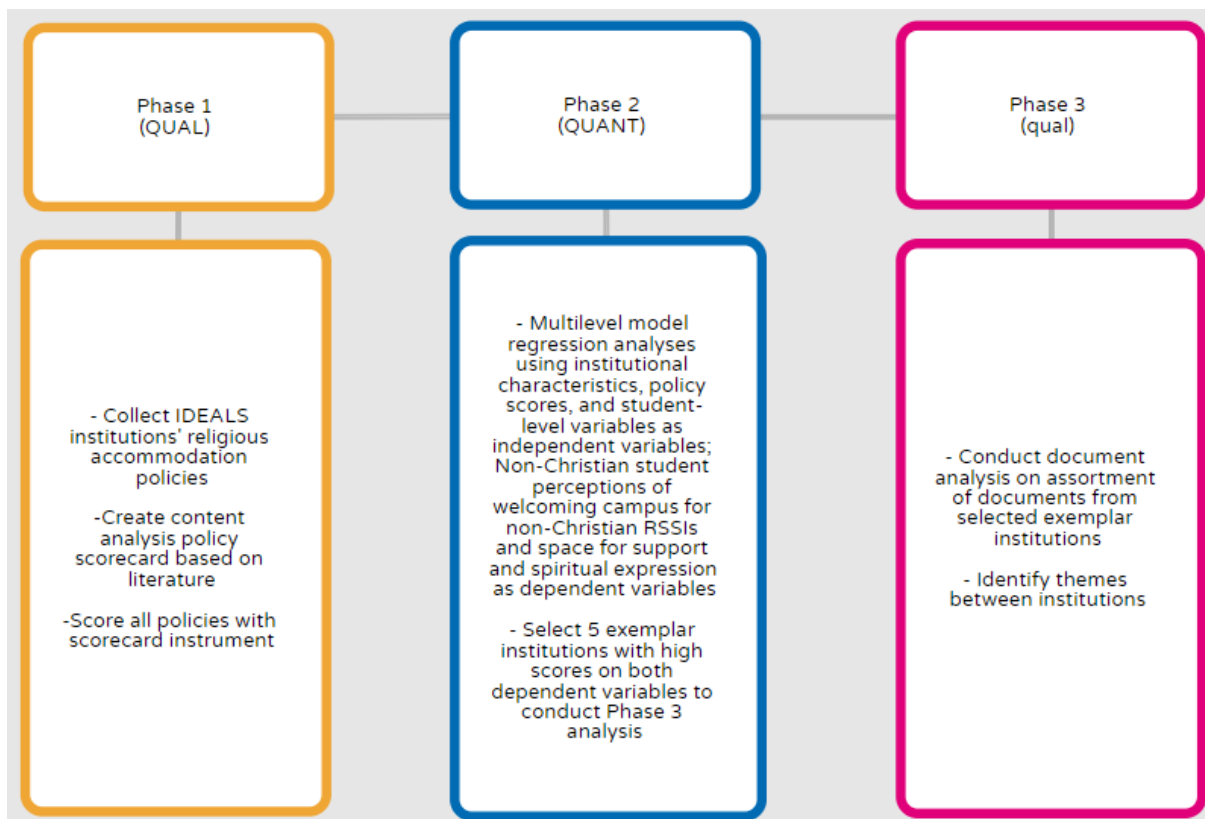 Phase 1
(QUAL)
Phase 2
(QUANT)
Phase 3
(qual)
- Collect IDEALS
institutions' religious
accommodation
policies
-Create content
analysis policy
scorecard based on
literature
-Score all policies with
scorecard instrument
- Multilevel model
regression analyses
using institutional
characteristics, policy
scores, and student-
level variables as
independent variables;
Non-Christian student
perceptions of
welcoming campus for
non-Christian RSSIs
and space for support
and spiritual expression
as dependent variables
- Select 5 exemplar
institutions with high
scores on both
dependent variables to
conduct Phase 3
analysis
- Conduct document
analysis on assortment
of documents from
selected exemplar
institutions
- Identify themes
between institutions